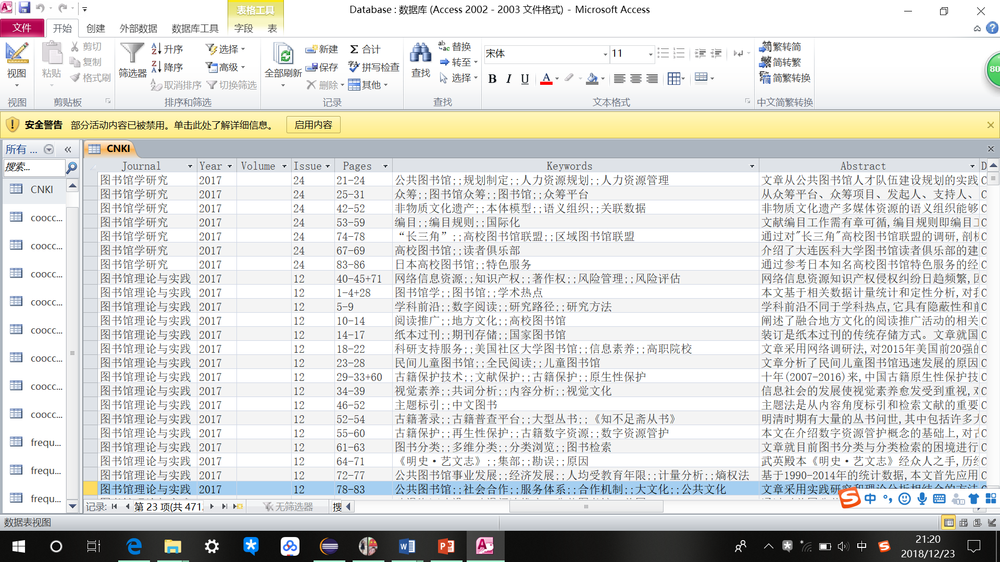 Database : 数据库 (Access 2002 - 2003 文件格式) - Microsoft Access
表格工具
文件 开始 创建 外部数据 数据库工具 字段 表
视图 粘贴 剪切 复制 格式刷 筛选器 升序 降序 取消排序 选择 高级 切换筛选 全部刷新 新建 保存 删除 合计 拼写检查 其他 查找 替换 转至 选择 宋体 11 B I U A 繁转简 简转繁 简繁转换
80
视图 剪贴板 排序和筛选 记录 查找 文本格式 中文简繁转换
安全警告 部分活动内容已被禁用。单击此处了解详细信息。 启用内容
所有 ... «
搜索...
CNKI
coocc...
coocc...
coocc...
coocc...
coocc...
coocc...
coocc...
coocc...
frequ...
frequ...
frequ...
CNKI
Journal Year Volume Issue Pages Keywords Abstract D
图书馆学研究 2017 24 21-24 公共图书馆;;规划制定;;人力资源规划;;人力资源管理 文章从公共图书馆人才队伍建设规划的实践 C
图书馆学研究 2017 24 25-31 众筹;;图书馆众筹;;图书馆;;众筹平台 从众筹平台、众筹项目、发起人、支持人、 C
图书馆学研究 2017 24 42-52 非物质文化遗产;;本体模型;;语义组织;;关联数据 非物质文化遗产多媒体资源的语义组织能够 C
图书馆学研究 2017 24 53-59 编目;;编目规则;;国际化 文献编目工作需有章可循,编目规则即编目 C
图书馆学研究 2017 24 74-78 “长三角”;;高校图书馆联盟;;区域图书馆联盟 通过对"长三角"高校图书馆联盟的调研,剖 C
图书馆学研究 2017 24 67-69 高校图书馆;;读者俱乐部 介绍了大连医科大学图书馆读者俱乐部的建 C
图书馆学研究 2017 24 83-86 日本高校图书馆;;特色服务 通过参考日本知名高校图书馆特色服务的经 C
图书馆理论与实践 2017 12 40-45+71 网络信息资源;;知识产权;;著作权;;风险管理;;风险评估 网络信息资源知识产权侵权纠纷日趋频繁, C
图书馆理论与实践 2017 12 1-4+28 图书馆学;;图书馆;;学术热点 本文基于相关数据计量统计和定性分析,对 C
图书馆理论与实践 2017 12 5-9 学科前沿;;数字阅读;;研究路径;;研究方法 学科前沿不同于学科热点,它具有隐蔽性和 C
图书馆理论与实践 2017 12 10-14 阅读推广;;地方文化;;高校图书馆 阐述了融合地方文化的阅读推广活动的相关 C
图书馆理论与实践 2017 12 14-17 纸本过刊;;期刊存储;;国家图书馆 装订是纸本过刊的传统存储方式。文章就国 C
图书馆理论与实践 2017 12 18-22 科研支持服务;;美国社区大学图书馆;;信息素养;;高职院校 文章采用网络调研法,对2015年美国前20强的 C
图书馆理论与实践 2017 12 23-28 民间儿童图书馆;;全民阅读;;儿童图书馆 文章分析了民间儿童图书馆迅速发展的原因 C
图书馆理论与实践 2017 12 29-33+60 古籍保护技术;;文献保护;;古籍保护;;原生性保护 十年(2007-2016)来,中国古籍原生性保护技 C
图书馆理论与实践 2017 12 34-39 视觉素养;;共词分析;;内容分析;;视觉文化 信息社会的发展使视觉素养愈发受到重视, C
图书馆理论与实践 2017 12 46-52 主题标引;;中文图书 主题法是从内容角度标引和检索文献的重要 C
图书馆理论与实践 2017 12 52-54 古籍著录;;古籍普查平台;;大型丛书;;《知不足斋丛书》 明清时期有大量的丛书问世,其中包括许多 C
图书馆理论与实践 2017 12 55-60 古籍保护;;再生性保护;;古籍数字资源;;数字资源管护 本文在介绍数字资源管护概念的基础上,对 C
图书馆理论与实践 2017 12 61-63 图书分类;;多维分类;;分类浏览;;图书检索 文章就目前图书分类与分类检索的困境进行 C
图书馆理论与实践 2017 12 64-71 《明史·艺文志》;;集部;;勘误;;原因 武英殿本《明史·艺文志》经众人之手,历 C
图书馆理论与实践 2017 12 72-77 公共图书馆事业发展;;经济发展;;人均受教育年限;;计量分析;;熵权法 基于1990-2014年的统计数据,本文首先应用 C
图书馆理论与实践 2017 12 78-83 公共图书馆;;社会合作;;服务体系;;合作机制;;大文化;;公共文化 文章采用实践研究和理论分析相结合的方法
记录: 第 23 项(共 471 无筛选器 搜
中
数据表视图
中 21:20
2018/12/23